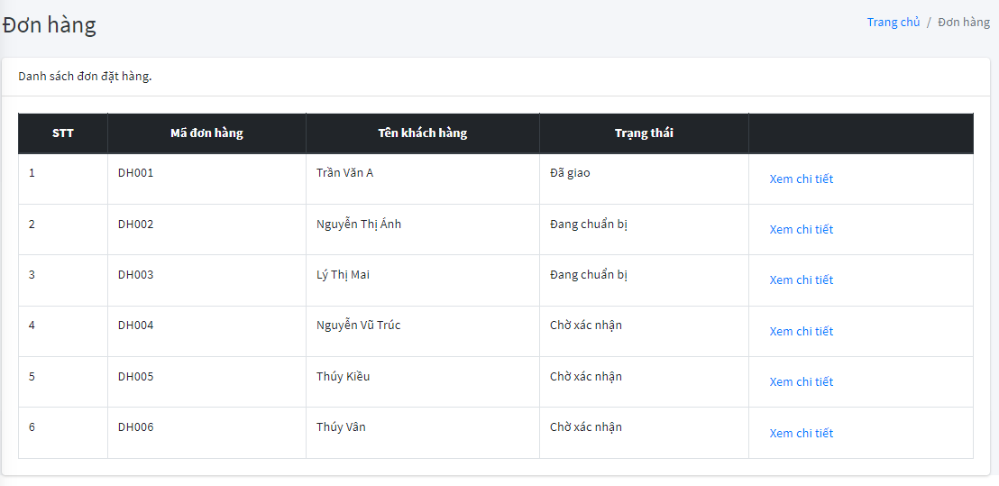 Đơn hàng
Trang chủ / Đơn hàng
Danh sách đơn đặt hàng.
STT Mã đơn hàng Tên khách hàng Trạng thái
1 DH001 Trần Văn A Đã giao Xem chi tiết
2 DH002 Nguyễn Thị Ánh Đang chuẩn bị Xem chi tiết
3 DH003 Lý Thị Mai Đang chuẩn bị Xem chi tiết
4 DH004 Nguyễn Vũ Trúc Chờ xác nhận Xem chi tiết
5 DH005 Thúy Kiều Chờ xác nhận Xem chi tiết
6 DH006 Thúy Vân Chờ xác nhận Xem chi tiết